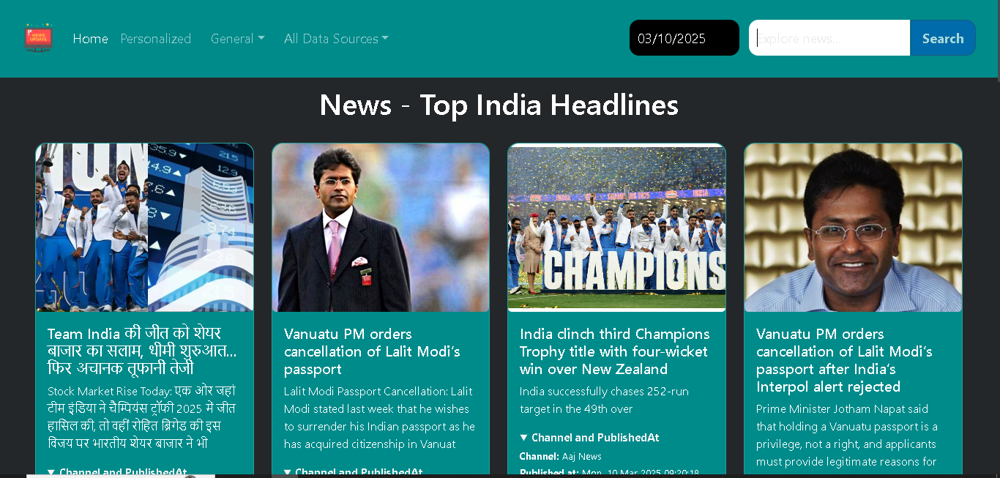 NEWS
UPDATE
Home Personalized General All Data Sources 03/10/2025 Explore news... Search
News - Top India Headlines
CHAMPIONS
Team India की जीत को शेयर
बाजार का सलाम, धीमी शुरुआत...
फिर अचानक तूफानी तेजी
Stock Market Rise Today: एक ओर जहां
टीम इंडिया ने चैम्पियंस ट्रॉफी 2025 में जीत
हासिल की, तो वहीं रोहित ब्रिगेड की इस
विजय पर भारतीय शेयर बाजार ने भी
▼ Channel and PublishedAt
Vanuatu PM orders
cancellation of Lalit Modi’s
passport
Lalit Modi Passport Cancellation: Lalit
Modi stated last week that he wishes
to surrender his Indian passport as he
has acquired citizenship in Vanuat
▼ Channel and PublishedAt
India clinch third Champions
Trophy title with four-wicket
win over New Zealand
India successfully chases 252-run
target in the 49th over
▼ Channel and PublishedAt
Channel: Aaj News
Published at: Mon, 10 Mar 2025 09:20:18
Vanuatu PM orders
cancellation of Lalit Modi’s
passport after India’s
Interpol alert rejected
Prime Minister Jotham Napat said
that holding a Vanuatu passport is a
privilege, not a right, and applicants
must provide legitimate reasons for